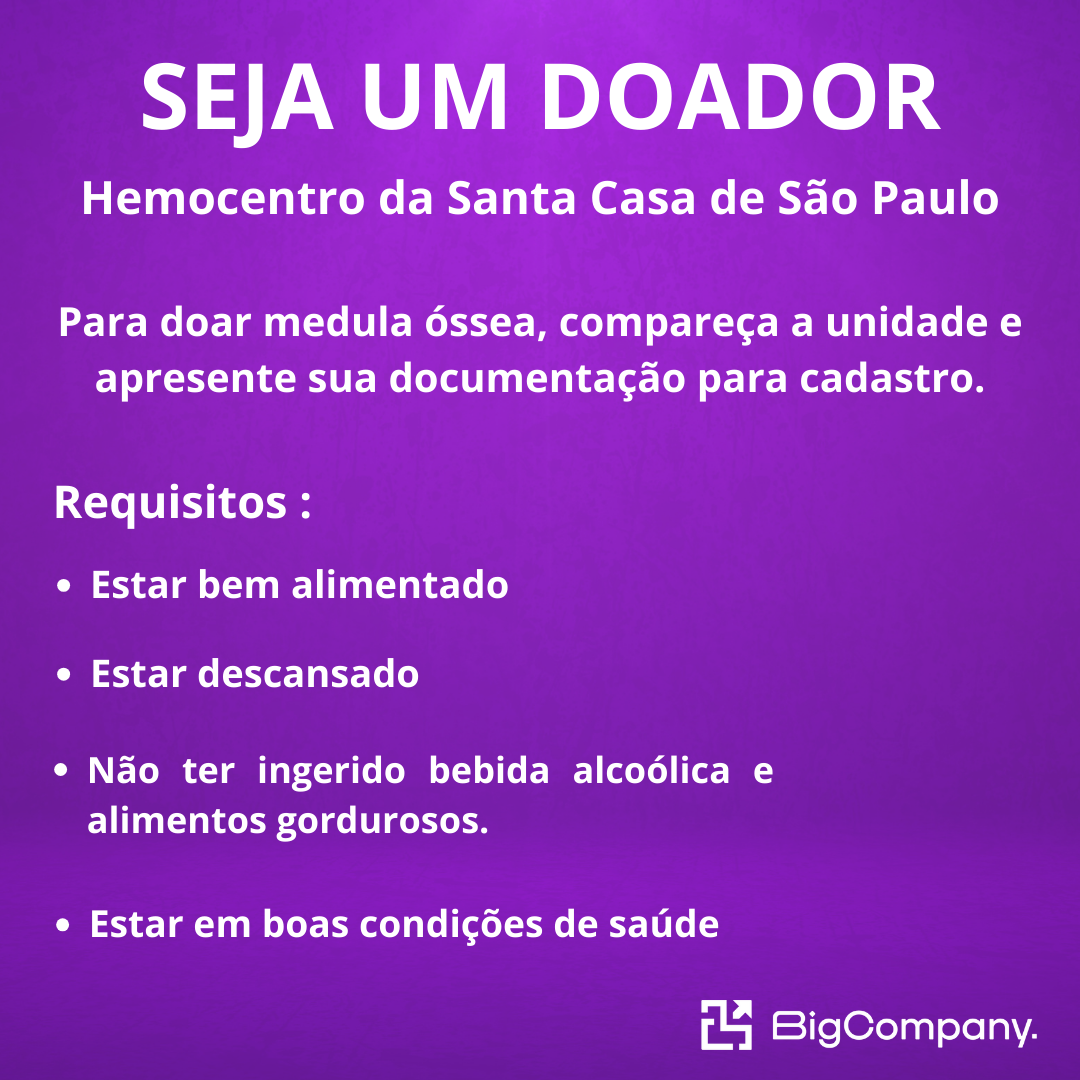 SEJA UM DOADOR
Hemocentro da Santa Casa de São Paulo
Para doar medula óssea, compareça a unidade e
apresente sua documentação para cadastro.
Requisitos :
• Estar bem alimentado
• Estar descansado
• Não ter ingerido bebida alcoólica e
alimentos gordurosos.
• Estar em boas condições de saúde
BigCompany.